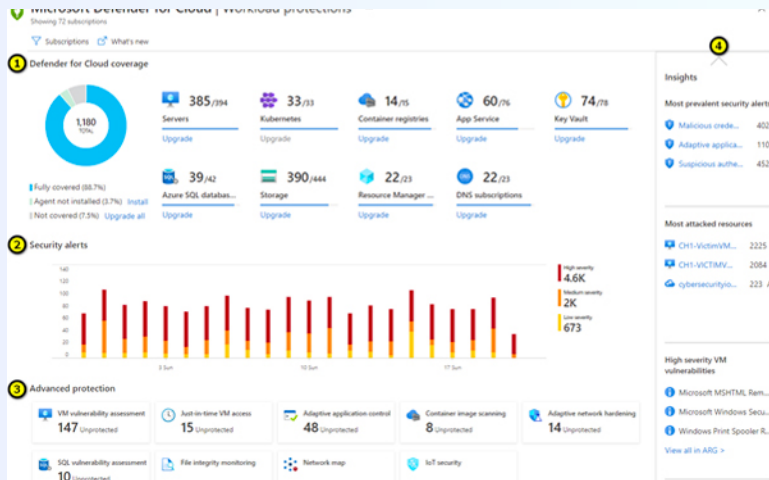 Microsoft Defender for Cloud | Workload protections
Showing 72 subscriptions
Subscriptions What's new
1 Defender for Cloud coverage
1,180
TOTAL
385/394
Servers
Upgrade
33/33
Kubernetes
Upgrade
14/15
Container registries
Upgrade
60/76
App Service
Upgrade
74/78
Key Vault
Upgrade
Fully covered (88.7%)
Agent not installed (3.7%) Install
Not covered (7.5%) Upgrade all
39/42
Azure SQL databas...
Upgrade
390/444
Storage
Upgrade
22/23
Resource Manager ...
Upgrade
22/23
DNS subscriptions
Upgrade
2 Security alerts
140
120
100
80
60
40
20
0
3 Sun
10 Sun
17 Sun
High severity
4.6K
Medium severity
2K
Low severity
673
3 Advanced protection
VM vulnerability assessment
147 Unprotected
Just-in-time VM access
15 Unprotected
Adaptive application control
48 Unprotected
Container image scanning
8 Unprotected
Adaptive network hardening
14 Unprotected
SQL vulnerability assessment
10 Unprotected
File integrity monitoring
Network map
IoT security
4
Insights
Most prevalent security alerts
Malicious crede... 402
Adaptive applica... 110
Suspicious authe... 452
Most attacked resources
CH1-VictimVM... 2225
CH1-VICTIMV... 2084
cybersecurityio... 223 A
High severity VM
vulnerabilities
Microsoft MSHTML Rem...
Microsoft Windows Secu...
Windows Print Spooler R...
View all in ARG >